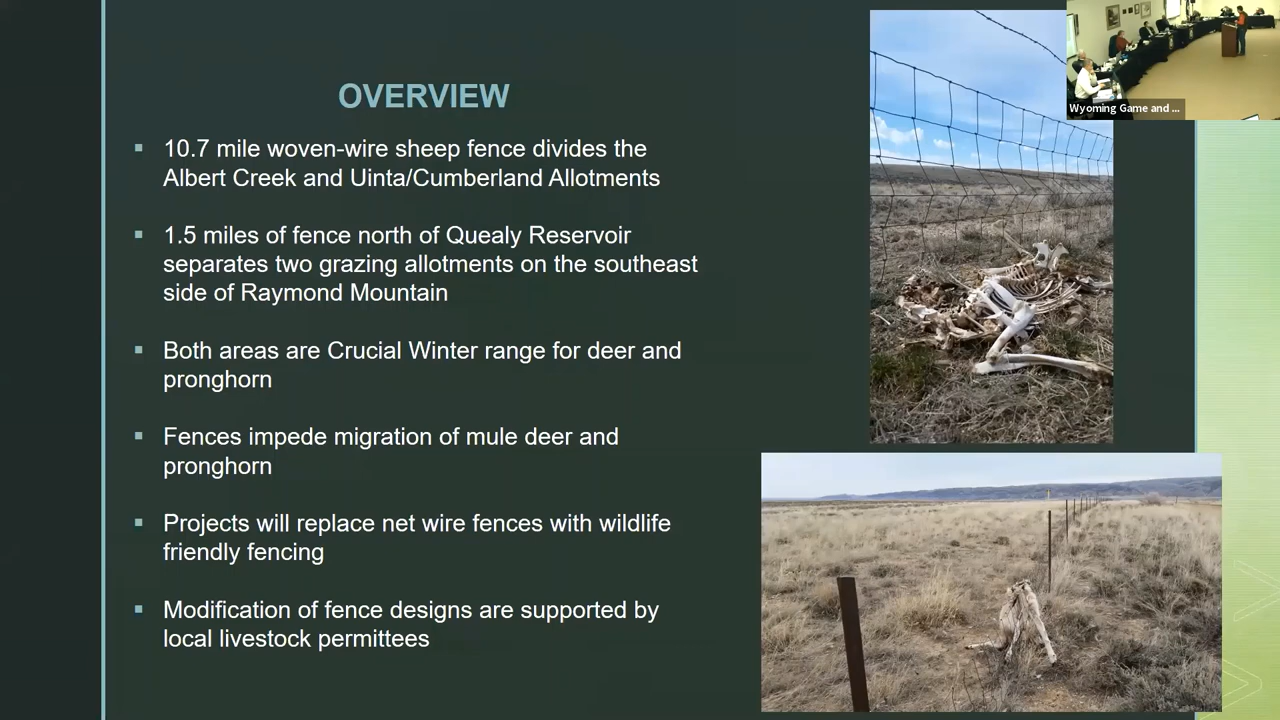 OVERVIEW
▪ 10.7 mile woven-wire sheep fence divides the
Albert Creek and Uinta/Cumberland Allotments
▪ 1.5 miles of fence north of Quealy Reservoir
separates two grazing allotments on the southeast
side of Raymond Mountain
▪ Both areas are Crucial Winter range for deer and
pronghorn
▪ Fences impede migration of mule deer and
pronghorn
▪ Projects will replace net wire fences with wildlife
friendly fencing
▪ Modification of fence designs are supported by
local livestock permittees
Wyoming Game and ...